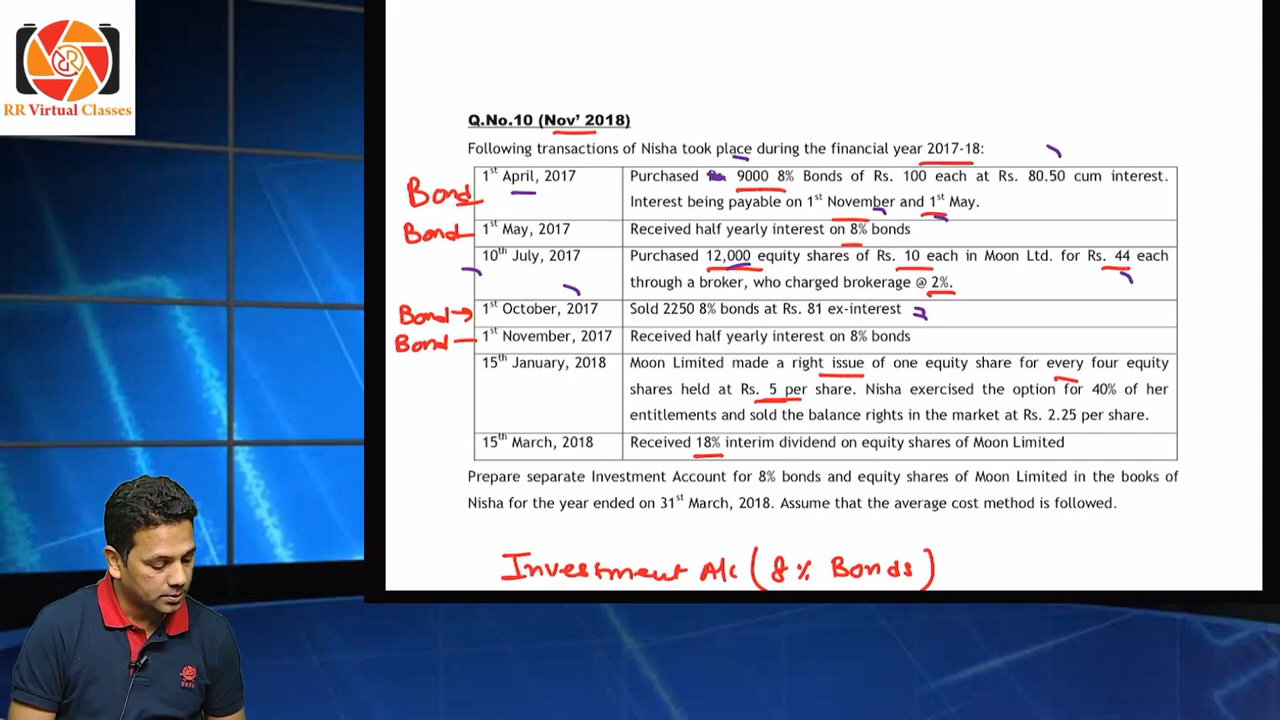 RR Virtual Classes
Q.No.10 (Nov’ 2018)
Following transactions of Nisha took place during the financial year 2017-18:
Bond 1st April, 2017 Purchased 9000 8% Bonds of Rs. 100 each at Rs. 80.50 cum interest.
Interest being payable on 1st November and 1st May.
Bond 1st May, 2017 Received half yearly interest on 8% bonds
10th July, 2017 Purchased 12,000 equity shares of Rs. 10 each in Moon Ltd. for Rs. 44 each
through a broker, who charged brokerage @ 2%.
Bond → 1st October, 2017 Sold 2250 8% bonds at Rs. 81 ex-interest
Bond 1st November, 2017 Received half yearly interest on 8% bonds
15th January, 2018 Moon Limited made a right issue of one equity share for every four equity
shares held at Rs. 5 per share. Nisha exercised the option for 40% of her
entitlements and sold the balance rights in the market at Rs. 2.25 per share.
15th March, 2018 Received 18% interim dividend on equity shares of Moon Limited
Prepare separate Investment Account for 8% bonds and equity shares of Moon Limited in the books of
Nisha for the year ended on 31st March, 2018. Assume that the average cost method is followed.
Investment A/c (8% Bonds)